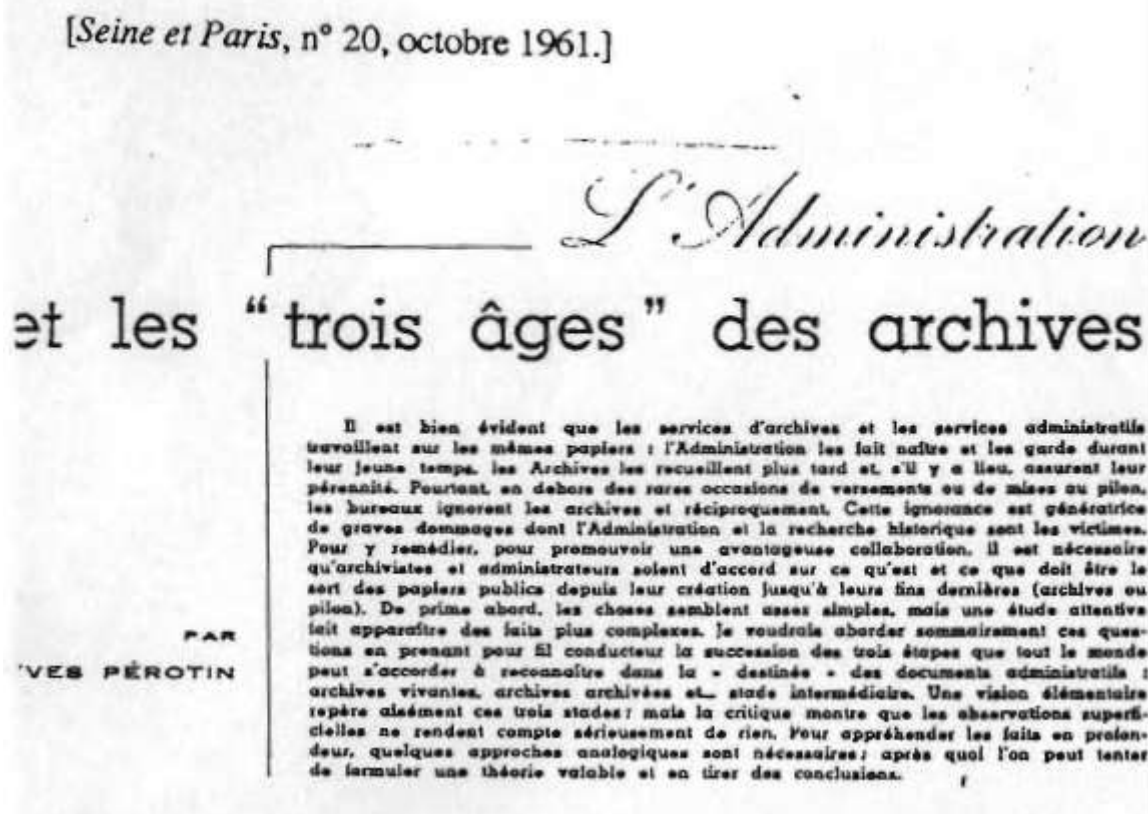 [Seine et Paris, n° 20, octobre 1961.]
L'Administration
et les “trois âges” des archives
Il est bien évident que les services d'archives et les services administratifs
travaillent sur les mêmes papiers : l'Administration les fait naître et les garde durant
leur jeune temps, les Archives les recueillent plus tard et, s'il y a lieu, assurent leur
pérennité. Pourtant, en dehors des rares occasions de versements ou de mises au pilon,
les bureaux ignorent les archives et réciproquement. Cette ignorance est génératrice
de graves dommages dont l'Administration et la recherche historique sont les victimes.
Pour y remédier, pour promouvoir une avantageuse collaboration, il est nécessaire
qu'archivistes et administrateurs soient d'accord sur ce qu'est et ce que doit être le
sort des papiers publics depuis leur création jusqu'à leurs fins dernières (archives ou
pilon). De prime abord, les choses semblent assez simples, mais une étude attentive
fait apparaître des faits plus complexes. Je voudrais aborder sommairement ces ques-
tions en prenant pour fil conducteur la succession des trois étapes que tout le monde
peut s'accorder à reconnaître dans la « destinée » des documents administratifs :
archives vivantes, archives archivées et... stade intermédiaire. Une vision élémentaire
repère aisément ces trois stades ; mais la critique montre que les observations superfi-
cielles ne rendent compte sérieusement de rien. Pour appréhender les faits en profon-
deur, quelques approches analogiques sont nécessaires ; après quoi l'on peut tenter
de formuler une théorie valable et en tirer des conclusions.
PAR
YVES PÉROTIN